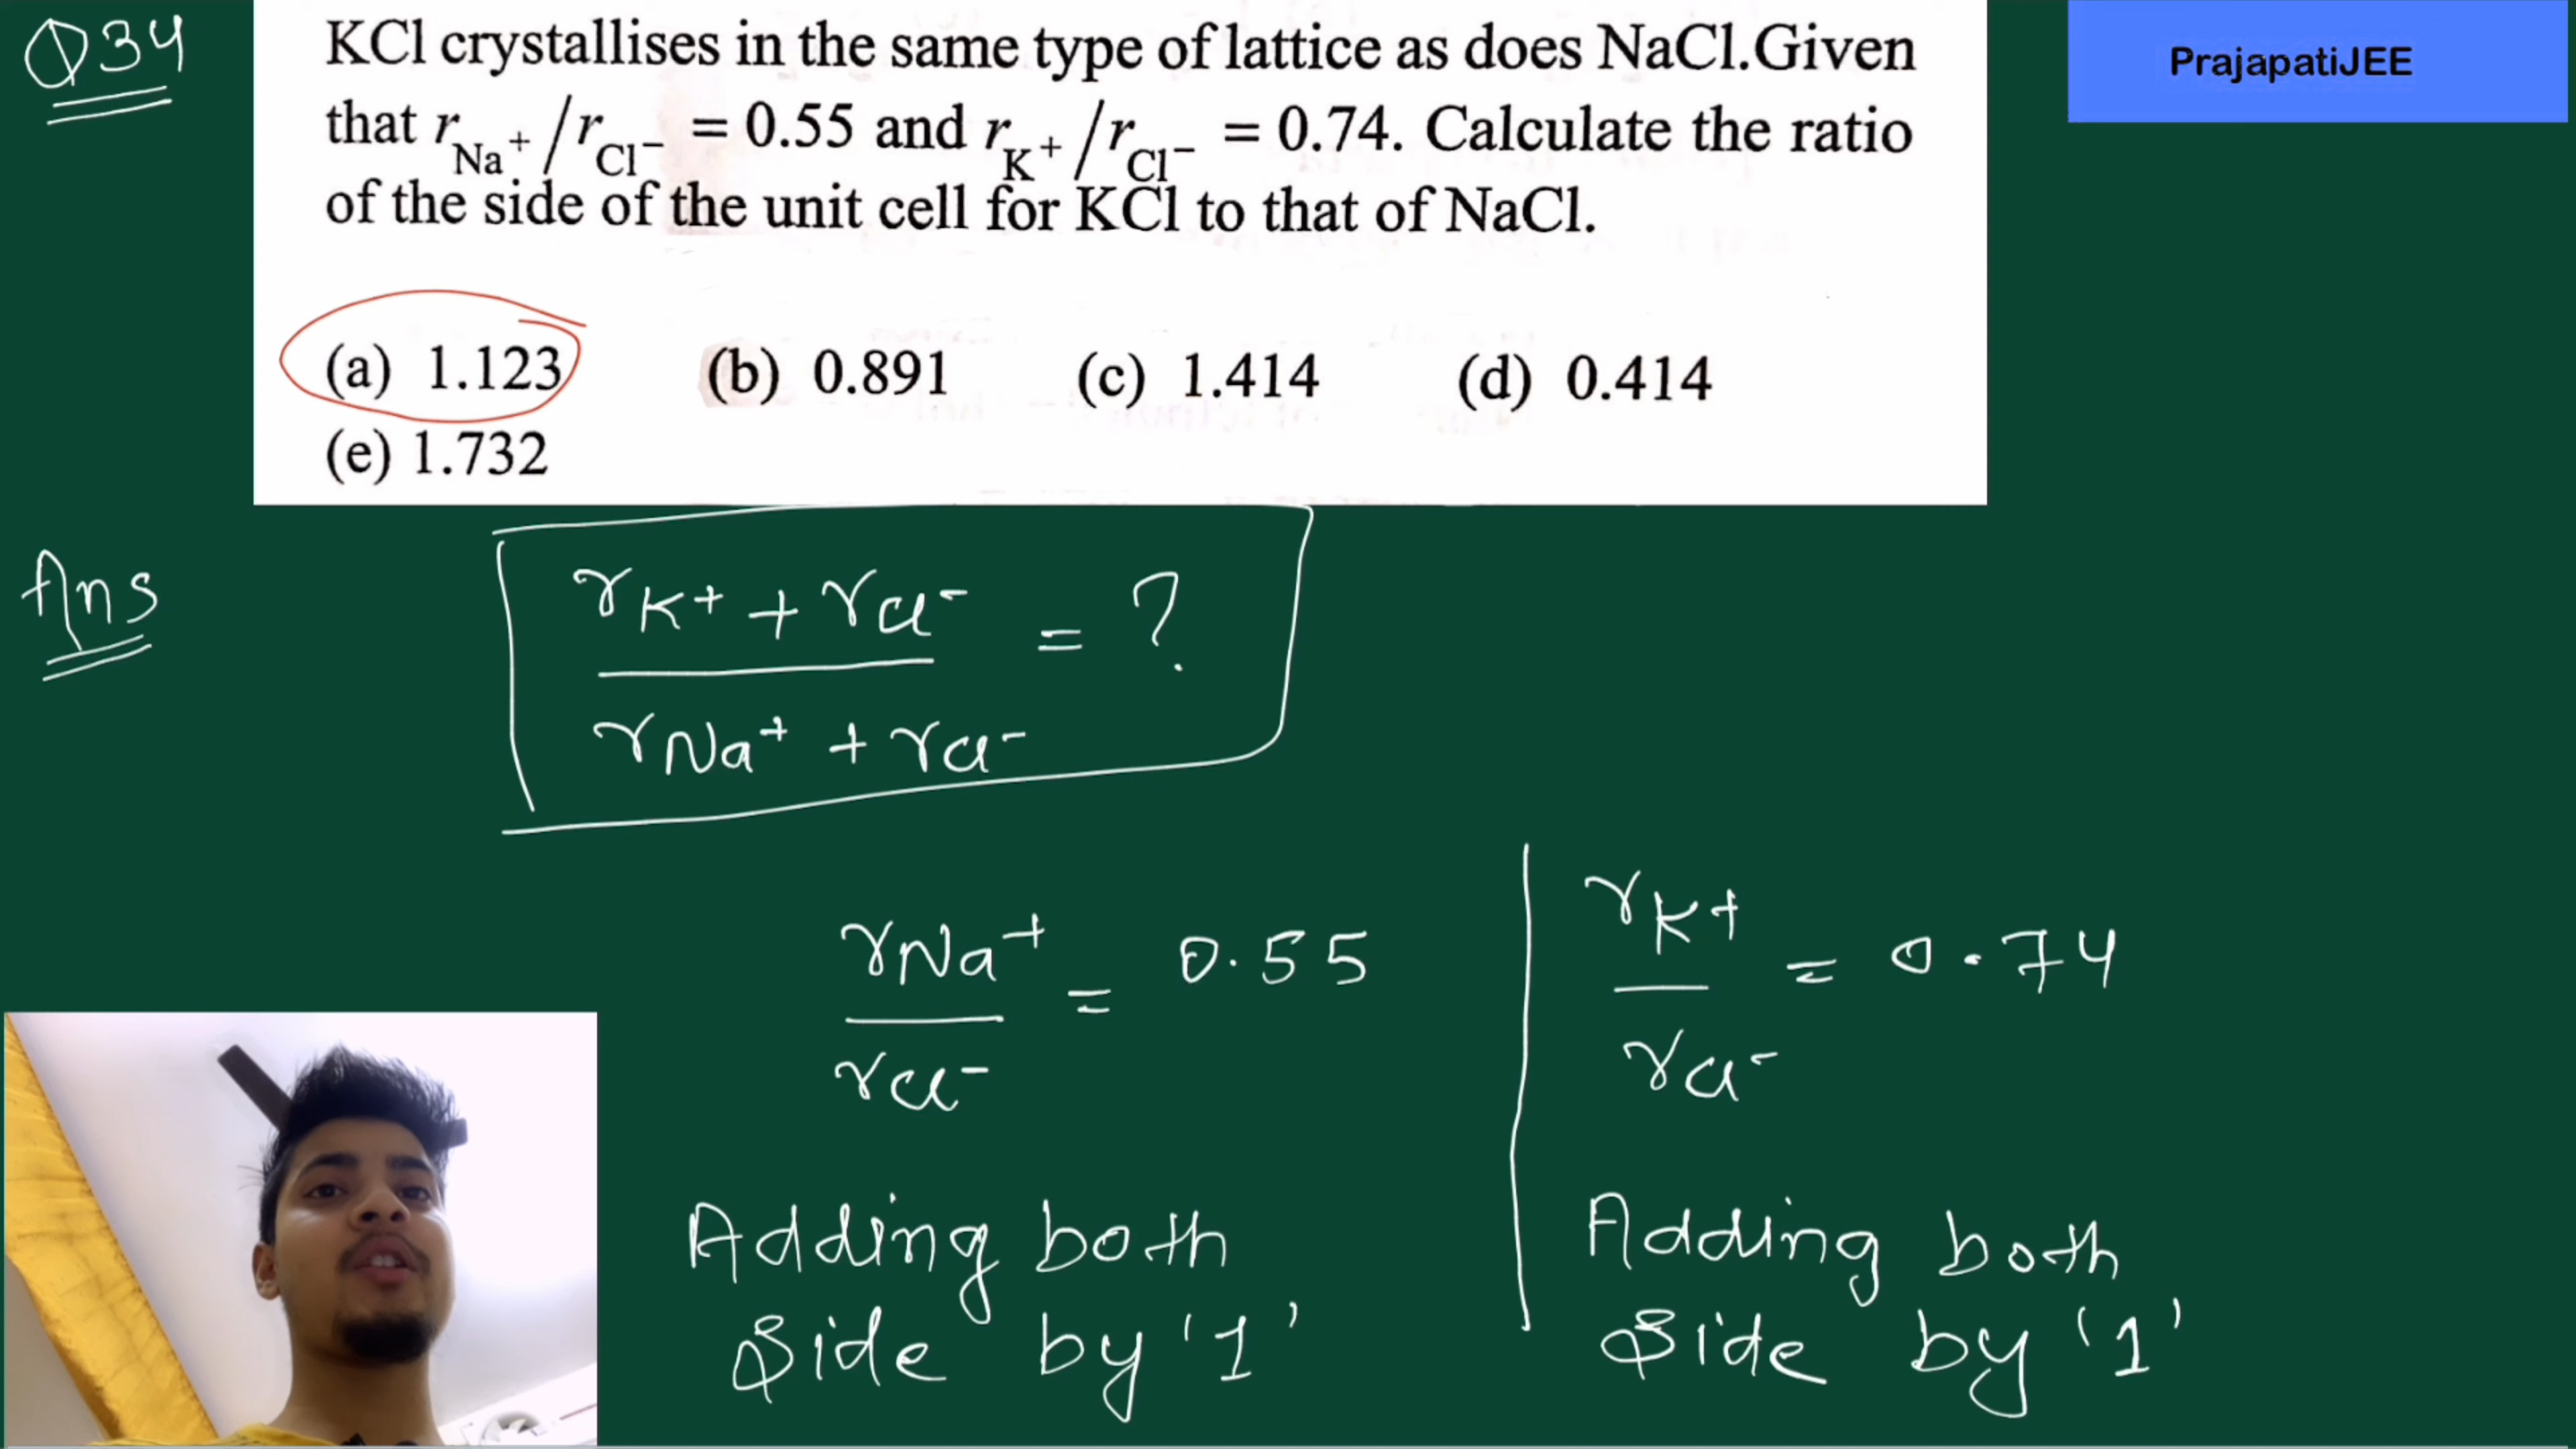 Q34
KCl crystallises in the same type of lattice as does NaCl.Given
that r_Na⁺/r_Cl⁻ = 0.55 and r_K⁺/r_Cl⁻ = 0.74. Calculate the ratio
of the side of the unit cell for KCl to that of NaCl.
(a) 1.123 (b) 0.891 (c) 1.414 (d) 0.414
(e) 1.732
PrajapatiJEE
Ans
rK⁺ + rCl⁻ = ?
rNa⁺ + rCl⁻
rNa⁺ = 0.55
rCl⁻
Adding both
side by '1'
rK⁺ = 0.74
rCl⁻
Adding both
side by '1'